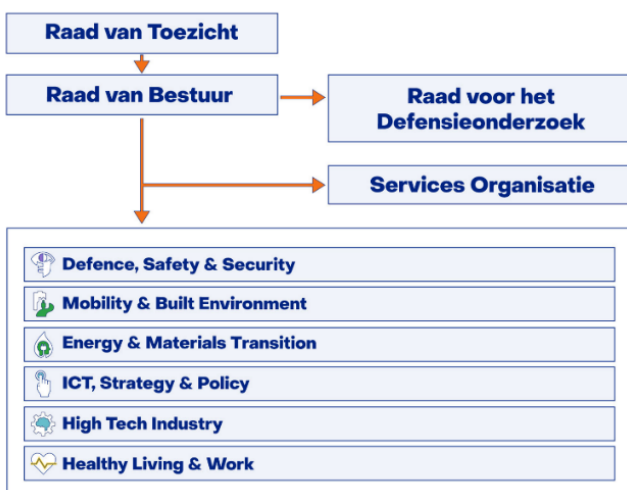 Raad van Toezicht
Raad van Bestuur
Raad voor het
Defensieonderzoek
Services Organisatie
Defence, Safety & Security
Mobility & Built Environment
Energy & Materials Transition
ICT, Strategy & Policy
High Tech Industry
Healthy Living & Work